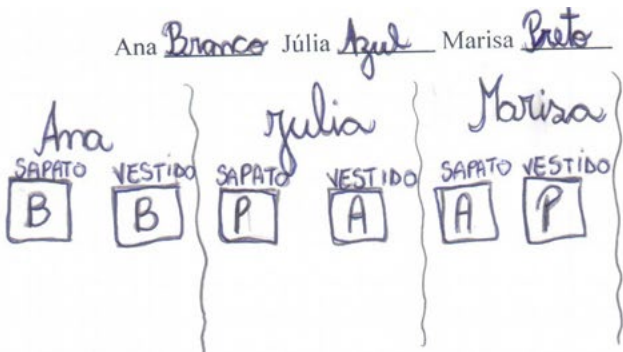 Ana Branco Júlia Azul Marisa Preto
Ana Julia Marisa
SAPATO VESTIDO SAPATO VESTIDO SAPATO VESTIDO
B B P A A P